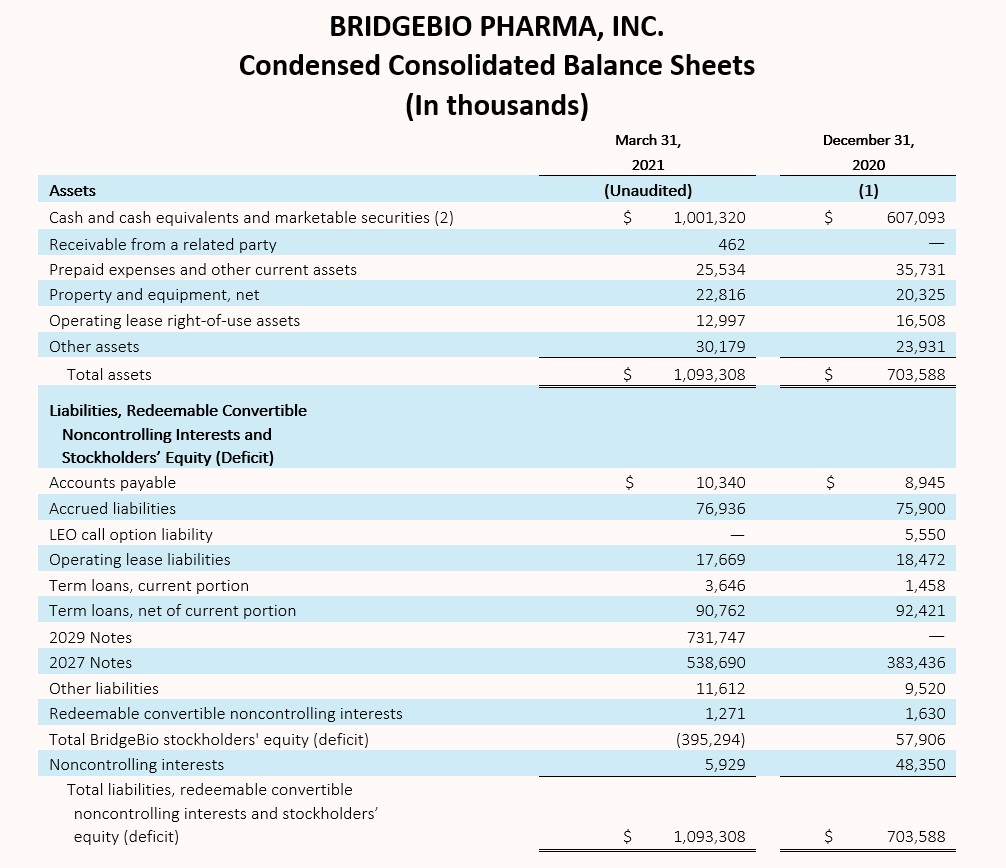 BRIDGEBIO PHARMA, INC.
Condensed Consolidated Balance Sheets
(In thousands)
March 31, December 31,
2021 2020
Assets (Unaudited) (1)
Cash and cash equivalents and marketable securities (2) $ 1,001,320 $ 607,093
Receivable from a related party 462 —
Prepaid expenses and other current assets 25,534 35,731
Property and equipment, net 22,816 20,325
Operating lease right-of-use assets 12,997 16,508
Other assets 30,179 23,931
Total assets $ 1,093,308 $ 703,588
Liabilities, Redeemable Convertible
Noncontrolling Interests and
Stockholders’ Equity (Deficit)
Accounts payable $ 10,340 $ 8,945
Accrued liabilities 76,936 75,900
LEO call option liability — 5,550
Operating lease liabilities 17,669 18,472
Term loans, current portion 3,646 1,458
Term loans, net of current portion 90,762 92,421
2029 Notes 731,747 —
2027 Notes 538,690 383,436
Other liabilities 11,612 9,520
Redeemable convertible noncontrolling interests 1,271 1,630
Total BridgeBio stockholders' equity (deficit) (395,294) 57,906
Noncontrolling interests 5,929 48,350
Total liabilities, redeemable convertible
noncontrolling interests and stockholders’
equity (deficit) $ 1,093,308 $ 703,588